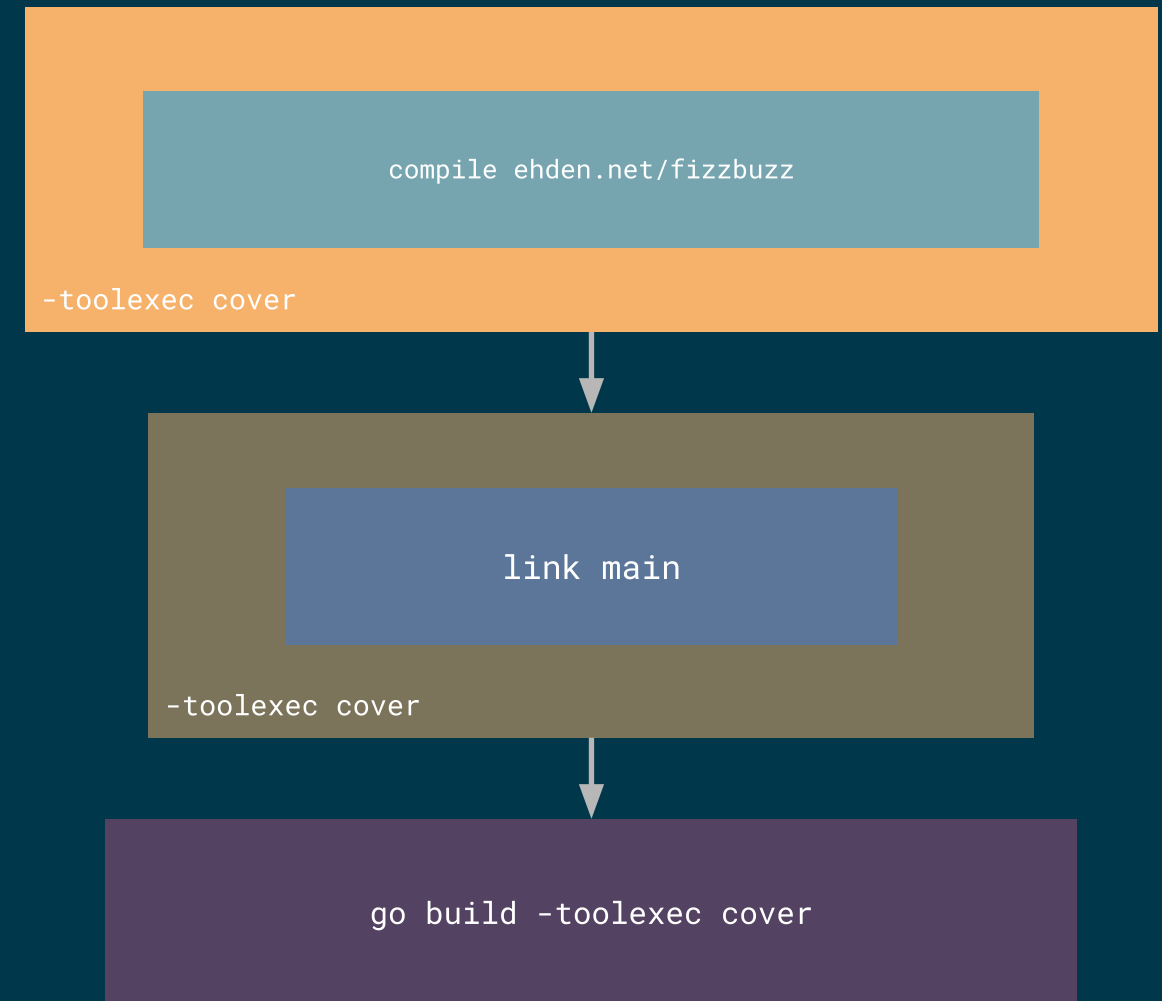 compile ehden.net/fizzbuzz
-toolexec cover
link main
-toolexec cover
go build -toolexec cover